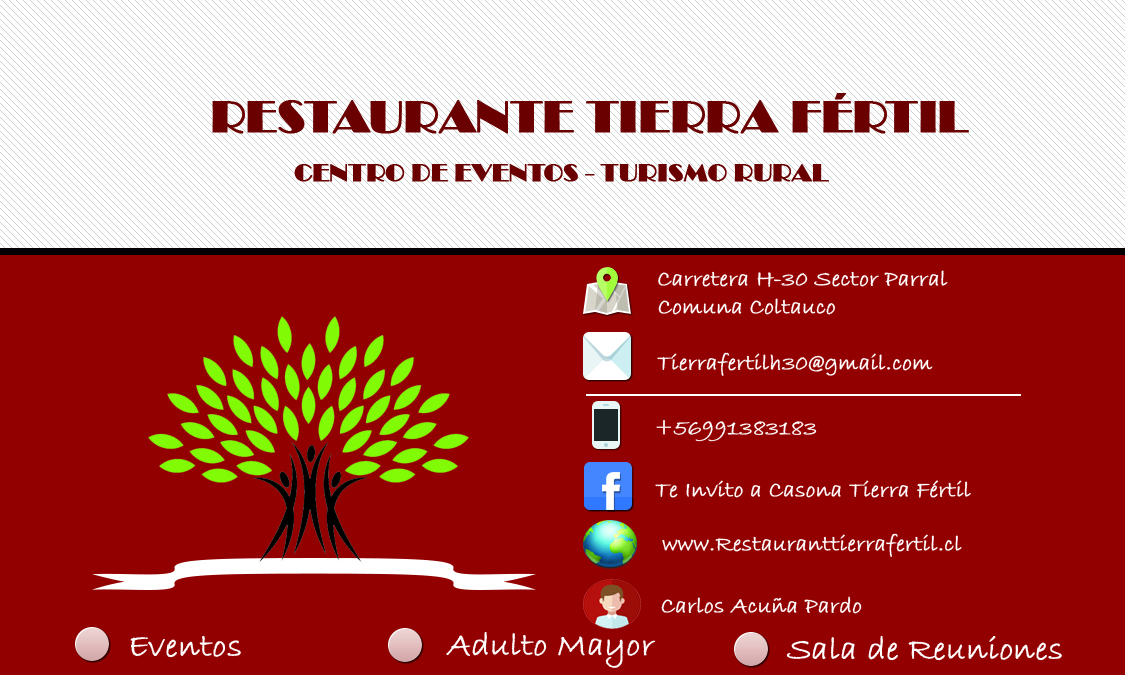 RESTAURANTE TIERRA FÉRTIL
CENTRO DE EVENTOS - TURISMO RURAL
Carretera H-30 Sector Parral
Comuna Coltauco
Tierrafertilh30@gmail.com
+56991383183
f
Te Invito a Casona Tierra Fértil
www.Restauranttierrafertil.cl
Carlos Acuña Pardo
Eventos
Adulto Mayor
Sala de Reuniones